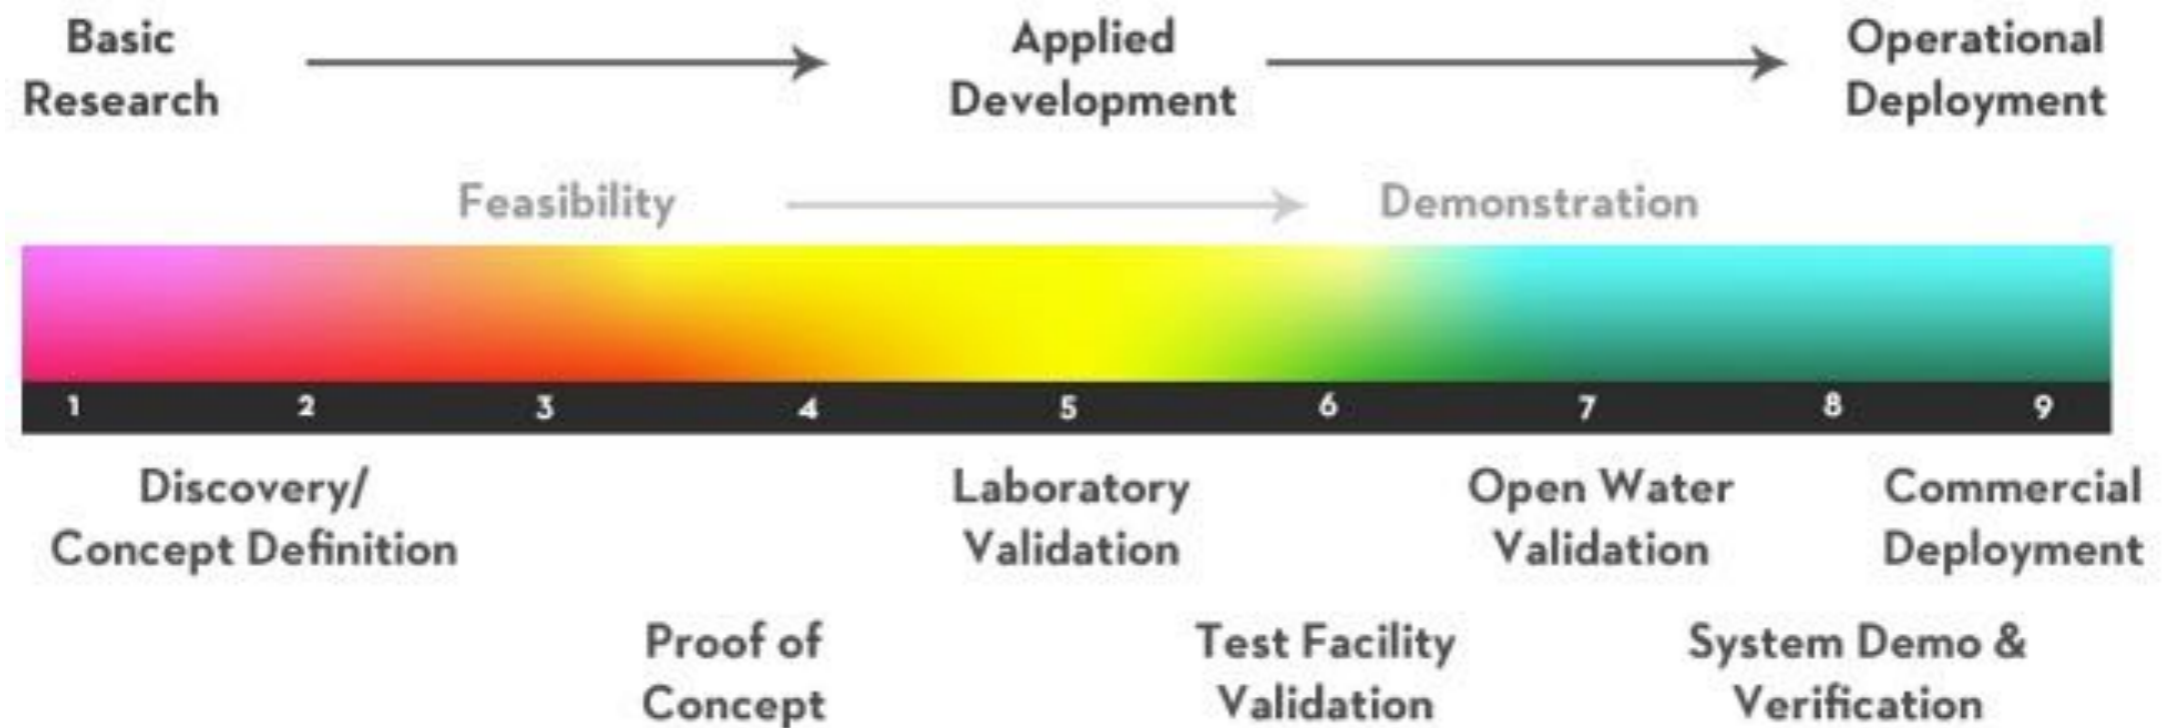 Basic
Research
Applied
Development
Operational
Deployment
Feasibility
Demonstration
1 2 3 4 5 6 7 8 9
Discovery/
Concept Definition
Laboratory
Validation
Open Water
Validation
Commercial
Deployment
Proof of
Concept
Test Facility
Validation
System Demo &
Verification